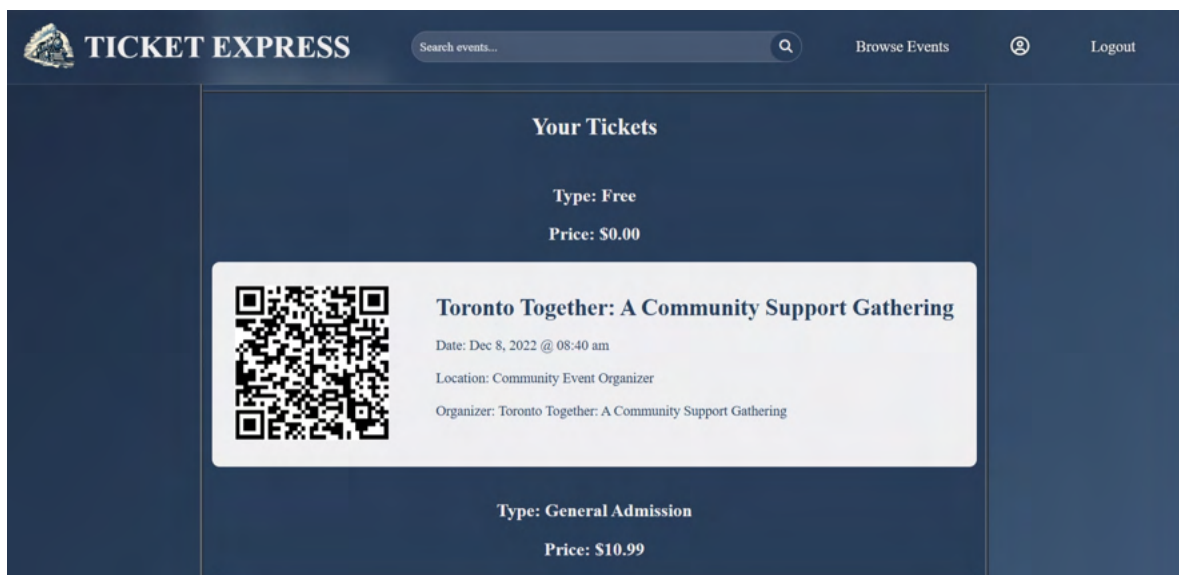 TICKET EXPRESS
Search events...
Browse Events
Logout
Your Tickets
Type: Free
Price: $0.00
Toronto Together: A Community Support Gathering
Date: Dec 8, 2022 @ 08:40 am
Location: Community Event Organizer
Organizer: Toronto Together: A Community Support Gathering
Type: General Admission
Price: $10.99